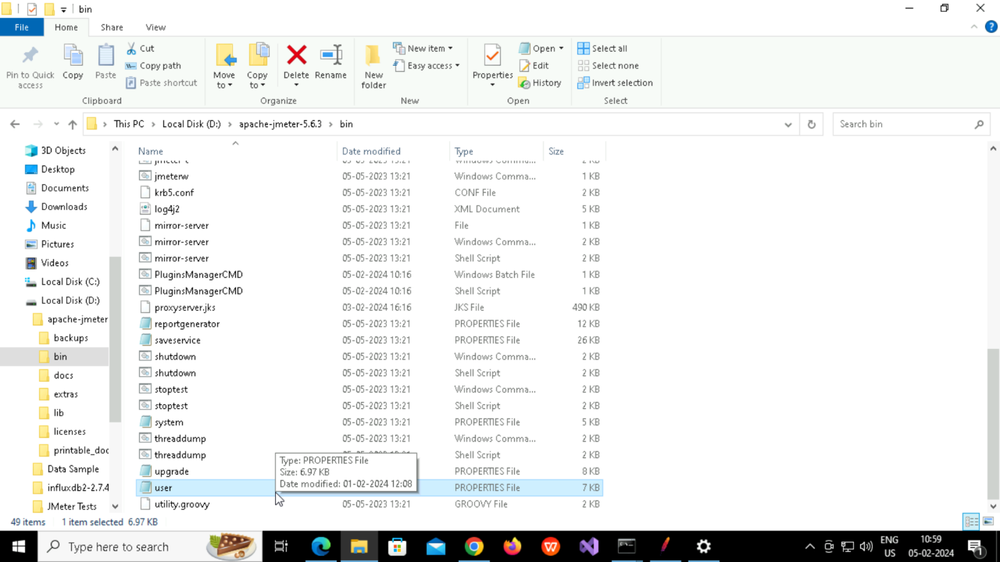 bin
File Home Share View
Pin to Quick access
Copy
Paste
Cut
Copy path
Paste shortcut
Clipboard
Move to
Copy to
Delete
Rename
Organize
New folder
New item
Easy access
New
Properties
Open
Edit
History
Open
Select all
Select none
Invert selection
Select
This PC > Local Disk (D:) > apache-jmeter-5.6.3 > bin
Search bin
3D Objects
Desktop
Documents
Downloads
Music
Pictures
Videos
Local Disk (C:)
Local Disk (D:)
apache-jmeter
backups
bin
docs
extras
lib
licenses
printable_doc
Data Sample
influxdb2-2.7.4
JMeter Tests
Name Date modified Type Size
jmeter-t 05-05-2023 13:21 Windows Comma... 2 KB
jmeterw 05-05-2023 13:21 Windows Comma... 1 KB
krb5.conf 05-05-2023 13:21 CONF File 2 KB
log4j2 05-05-2023 13:21 XML Document 5 KB
mirror-server 05-05-2023 13:21 File 1 KB
mirror-server 05-05-2023 13:21 Windows Comma... 2 KB
mirror-server 05-05-2023 13:21 Shell Script 2 KB
PluginsManagerCMD 05-02-2024 10:16 Windows Batch File 1 KB
PluginsManagerCMD 05-02-2024 10:16 Shell Script 1 KB
proxyserver.jks 03-02-2024 16:16 JKS File 490 KB
reportgenerator 05-05-2023 13:21 PROPERTIES File 12 KB
saveservice 05-05-2023 13:21 PROPERTIES File 26 KB
shutdown 05-05-2023 13:21 Windows Comma... 2 KB
shutdown 05-05-2023 13:21 Shell Script 2 KB
stoptest 05-05-2023 13:21 Windows Comma... 2 KB
stoptest 05-05-2023 13:21 Shell Script 2 KB
system 05-05-2023 13:21 PROPERTIES File 5 KB
threaddump 05-05-2023 13:21 Windows Comma... 2 KB
threaddump Shell Script 2 KB
upgrade PROPERTIES File 8 KB
user PROPERTIES File 7 KB
utility.groovy 05-05-2023 13:21 GROOVY File 2 KB
Type: PROPERTIES File
Size: 6.97 KB
Date modified: 01-02-2024 12:08
49 items 1 item selected 6.97 KB
Type here to search
ENG
US
10:59
05-02-2024
1